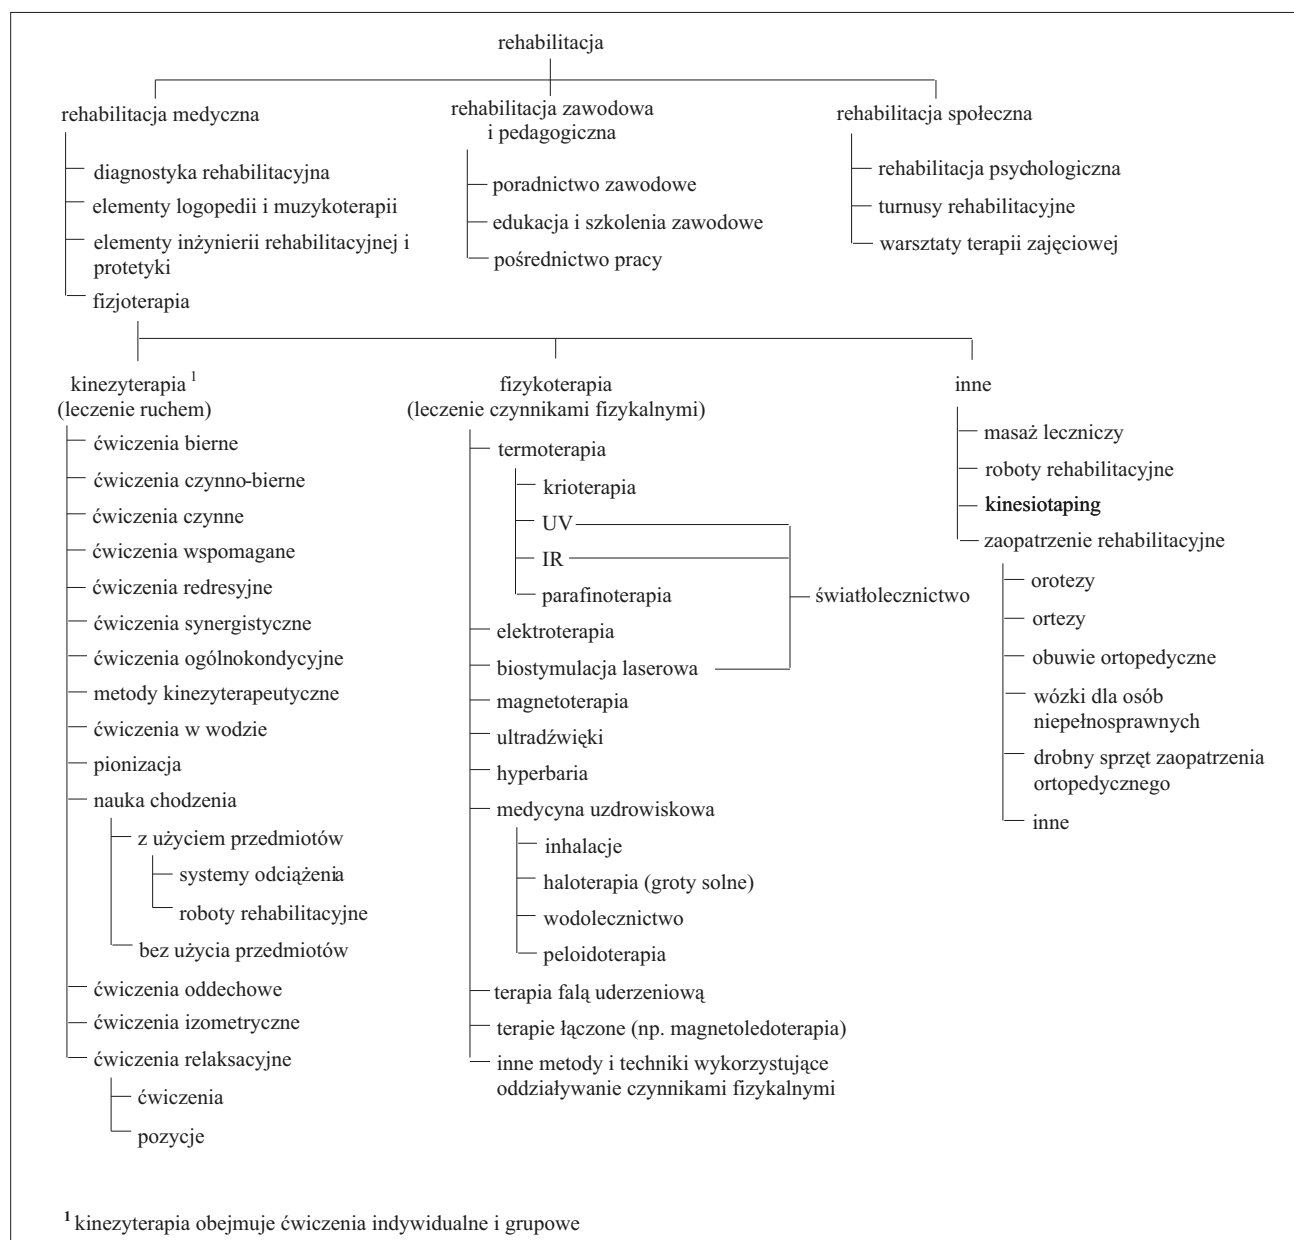 rehabilitacja
rehabilitacja medyczna
diagnostyka rehabilitacyjna
elementy logopedii i muzykoterapii
elementy inżynierii rehabilitacyjnej i
protetyki
fizjoterapia
rehabilitacja zawodowa
i pedagogiczna
poradnictwo zawodowe
edukacja i szkolenia zawodowe
pośrednictwo pracy
rehabilitacja społeczna
rehabilitacja psychologiczna
turnusy rehabilitacyjne
warsztaty terapii zajęciowej
kinezyterapia 1
(leczenie ruchem)
ćwiczenia bierne
ćwiczenia czynno-bierne
ćwiczenia czynne
ćwiczenia wspomagane
ćwiczenia redresyjne
ćwiczenia synergistyczne
ćwiczenia ogólnokondycyjne
metody kinezyterapeutyczne
ćwiczenia w wodzie
pionizacja
nauka chodzenia
z użyciem przedmiotów
systemy odciążenia
roboty rehabilitacyjne
bez użycia przedmiotów
ćwiczenia oddechowe
ćwiczenia izometryczne
ćwiczenia relaksacyjne
ćwiczenia
pozycje
fizykoterapia
(leczenie czynnikami fizykalnymi)
termoterapia
krioterapia
UV
IR
parafinoterapia
światłolecznictwo
elektroterapia
biostymulacja laserowa
magnetoterapia
ultradźwięki
hyperbaria
medycyna uzdrowiskowa
inhalacje
haloterapia (groty solne)
wodolecznictwo
peloidoterapia
terapia falą uderzeniową
terapie łączone (np. magnetoledoterapia)
inne metody i techniki wykorzystujące
oddziaływanie czynnikami fizykalnymi
inne
masaż leczniczy
roboty rehabilitacyjne
kinesiotaping
zaopatrzenie rehabilitacyjne
orotezy
ortezy
obuwie ortopedyczne
wózki dla osób
niepełnosprawnych
drobny sprzęt zaopatrzenia
ortopedycznego
inne
1 kinezyterapia obejmuje ćwiczenia indywidualne i grupowe